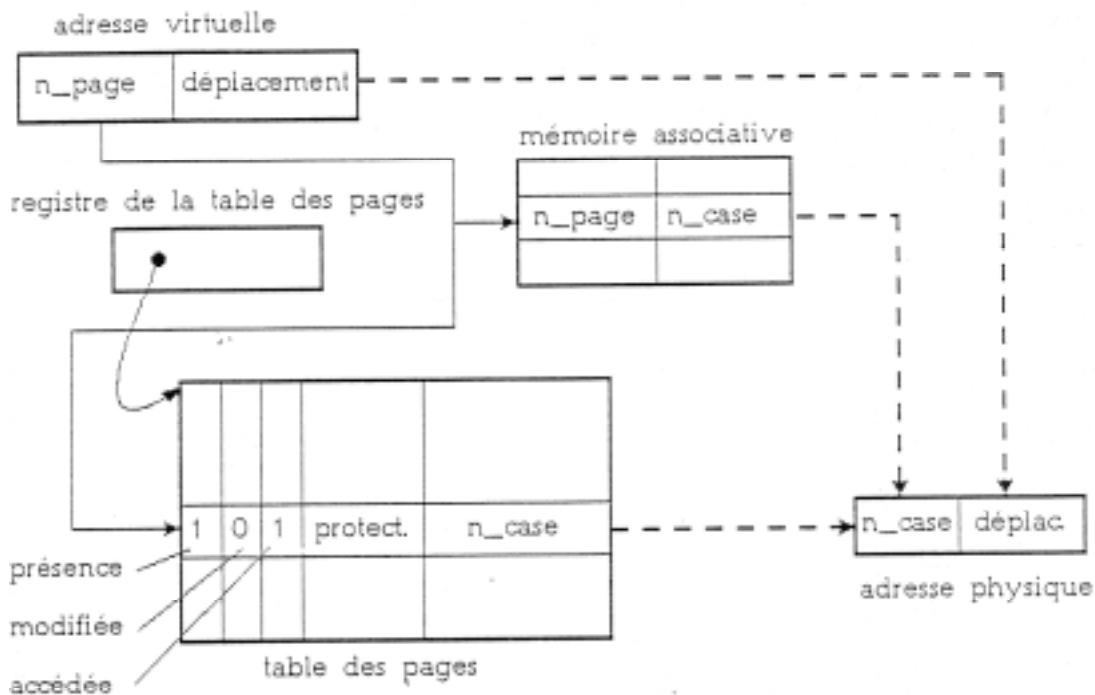 adresse virtuelle
n_page déplacement
mémoire associative
n_page n_case
registre de la table des pages
1 0 1 protect. n_case
n_case déplac.
présence
adresse physique
modifiée
table des pages
accédée